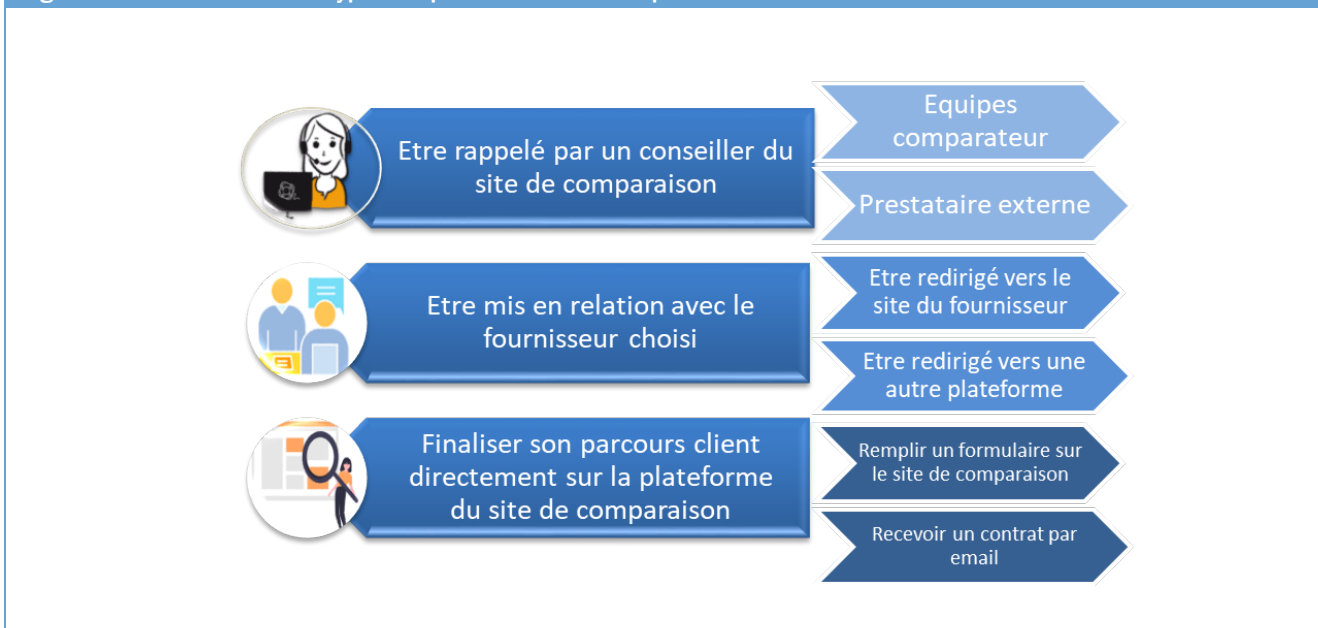 Etre rappelé par un conseiller du
site de comparaison
Equipes
comparateur
Prestataire externe
Etre mis en relation avec le
fournisseur choisi
Etre redirigé vers le
site du fournisseur
Etre redirigé vers une
autre plateforme
Finaliser son parcours client
directement sur la plateforme
du site de comparaison
Remplir un formulaire sur
le site de comparaison
Recevoir un contrat par
email